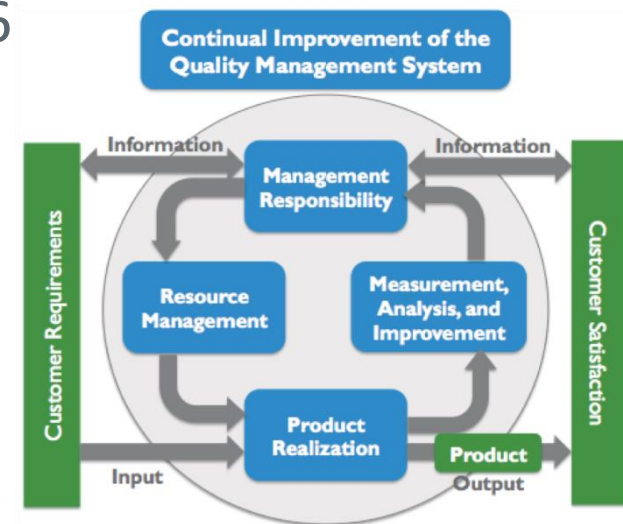 6
Continual Improvement of the
Quality Management System
Information
Information
Management
Responsibility
Customer Requirements
Customer Satisfaction
Resource
Management
Measurement,
Analysis, and
Improvement
Product
Realization
Product
Input
Output